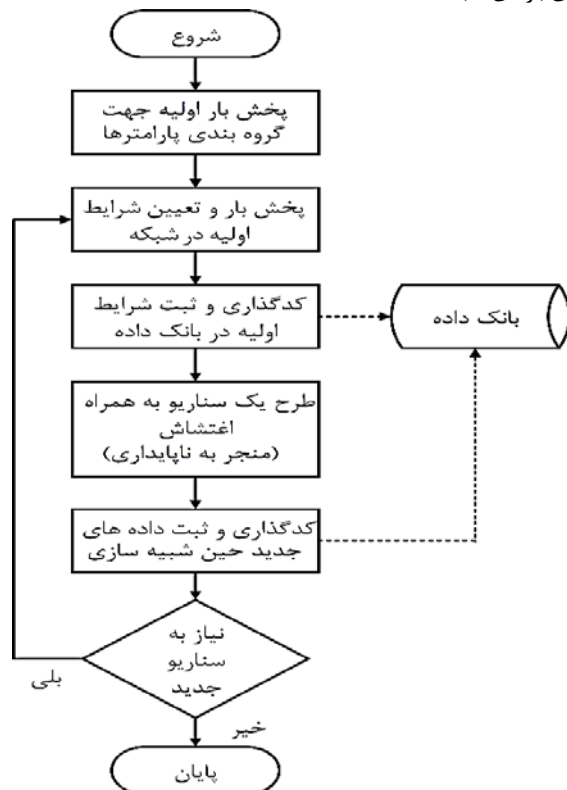 شروع
پخش بار اولیه جهت
گروه بندی پارامترها
پخش بار و تعیین شرایط
اولیه در شبکه
کدگذاری و ثبت شرایط
اولیه در بانک داده
بانک داده
طرح یک سناریو به همراه
اغتشاش
(منجر به ناپایداری)
کدگذاری و ثبت داده های
جدید حین شبیه سازی
نیاز به
سناریو
جدید
بلی
خیر
پایان